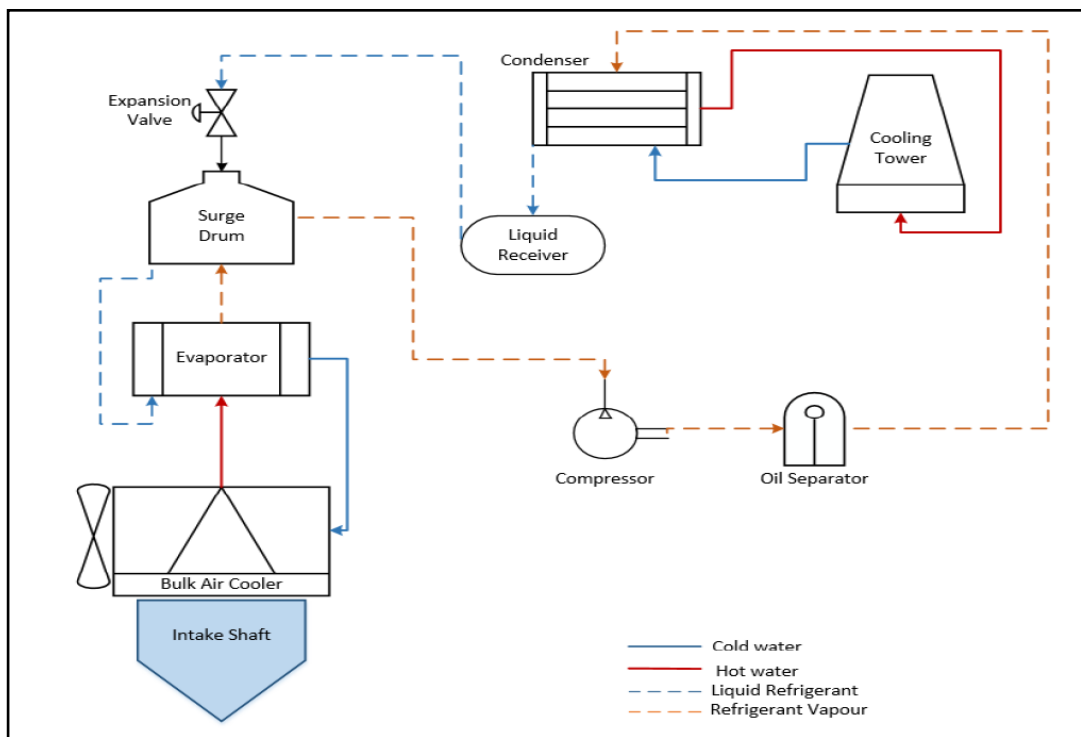 Condenser
Expansion
Valve
Cooling
Tower
Surge
Drum
Liquid
Receiver
Evaporator
Compressor
Oil Separator
Bulk Air Cooler
Intake Shaft
Cold water
Hot water
Liquid Refrigerant
Refrigerant Vapour